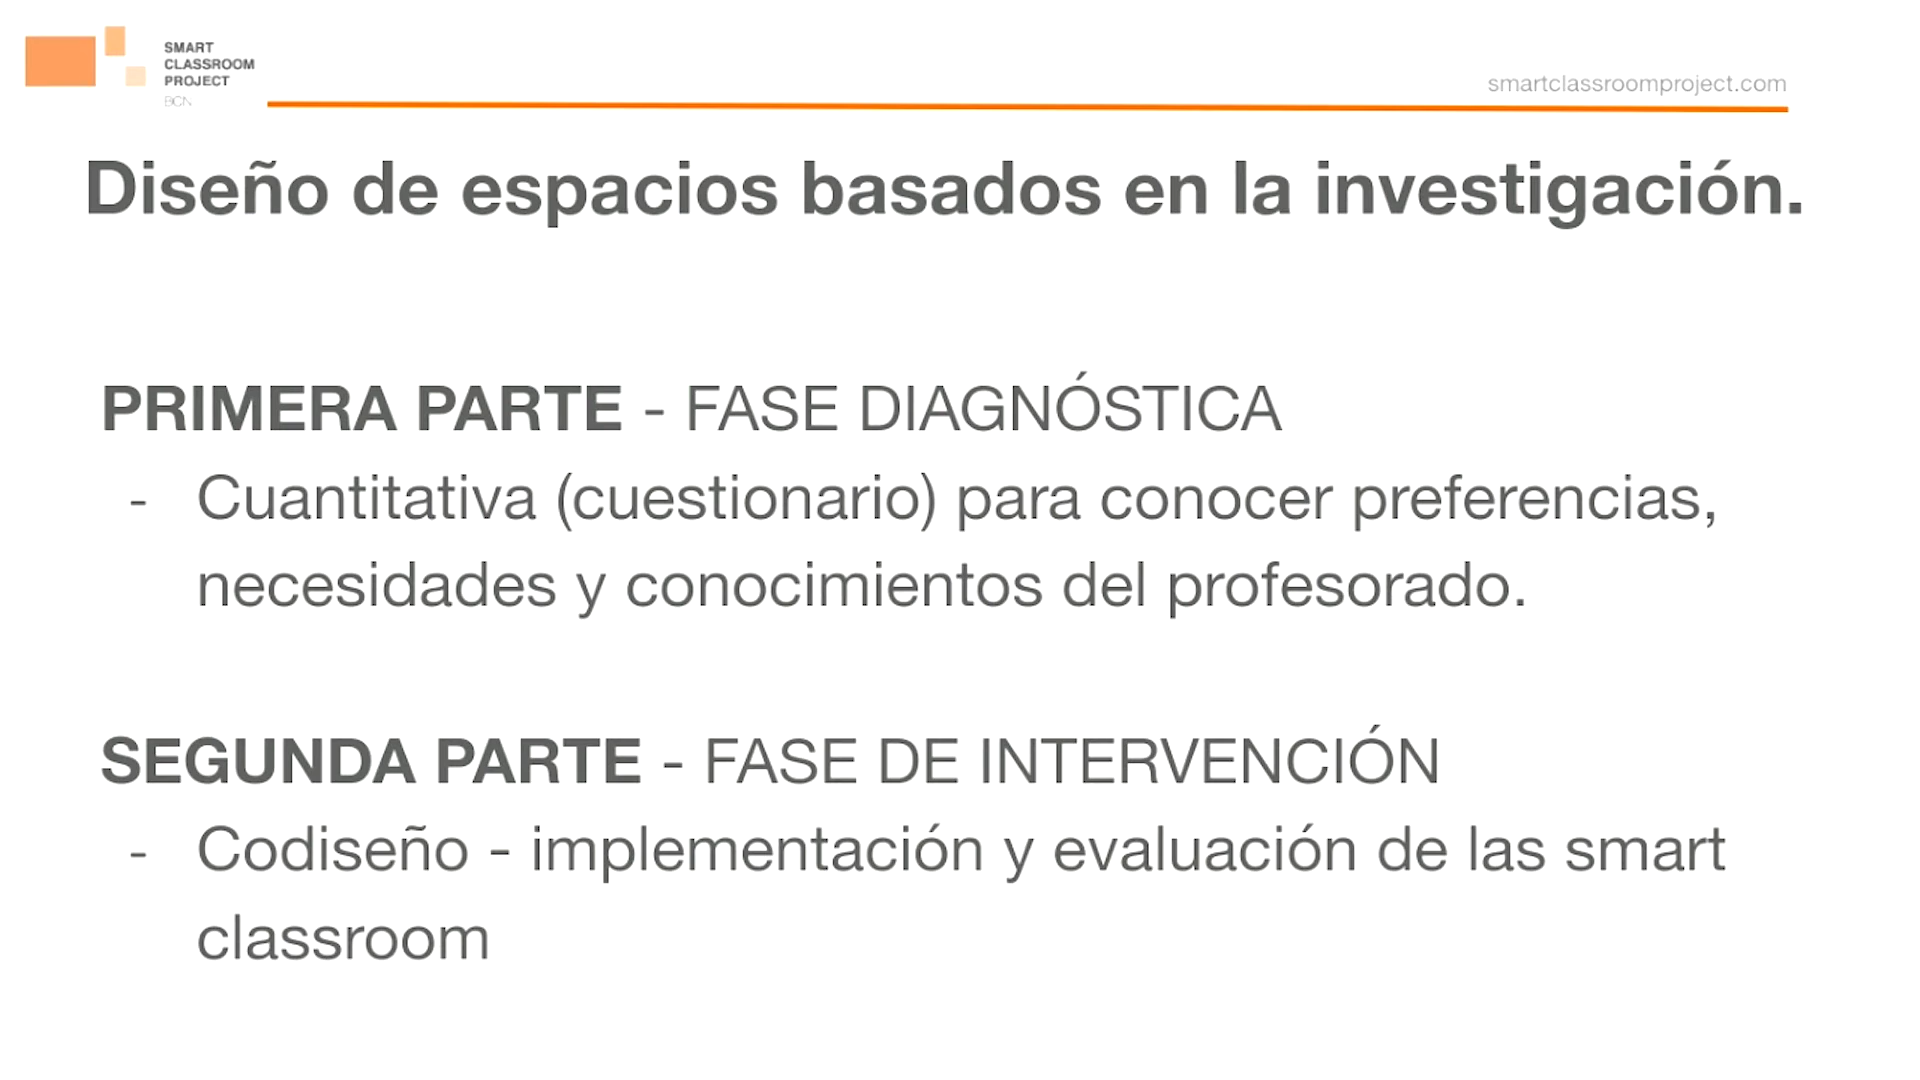 SMART
CLASSROOM
PROJECT
BCN
smartclassroomproject.com
Diseño de espacios basados en la investigación.
PRIMERA PARTE - FASE DIAGNÓSTICA
- Cuantitativa (cuestionario) para conocer preferencias,
necesidades y conocimientos del profesorado.
SEGUNDA PARTE - FASE DE INTERVENCIÓN
- Codiseño - implementación y evaluación de las smart
classroom